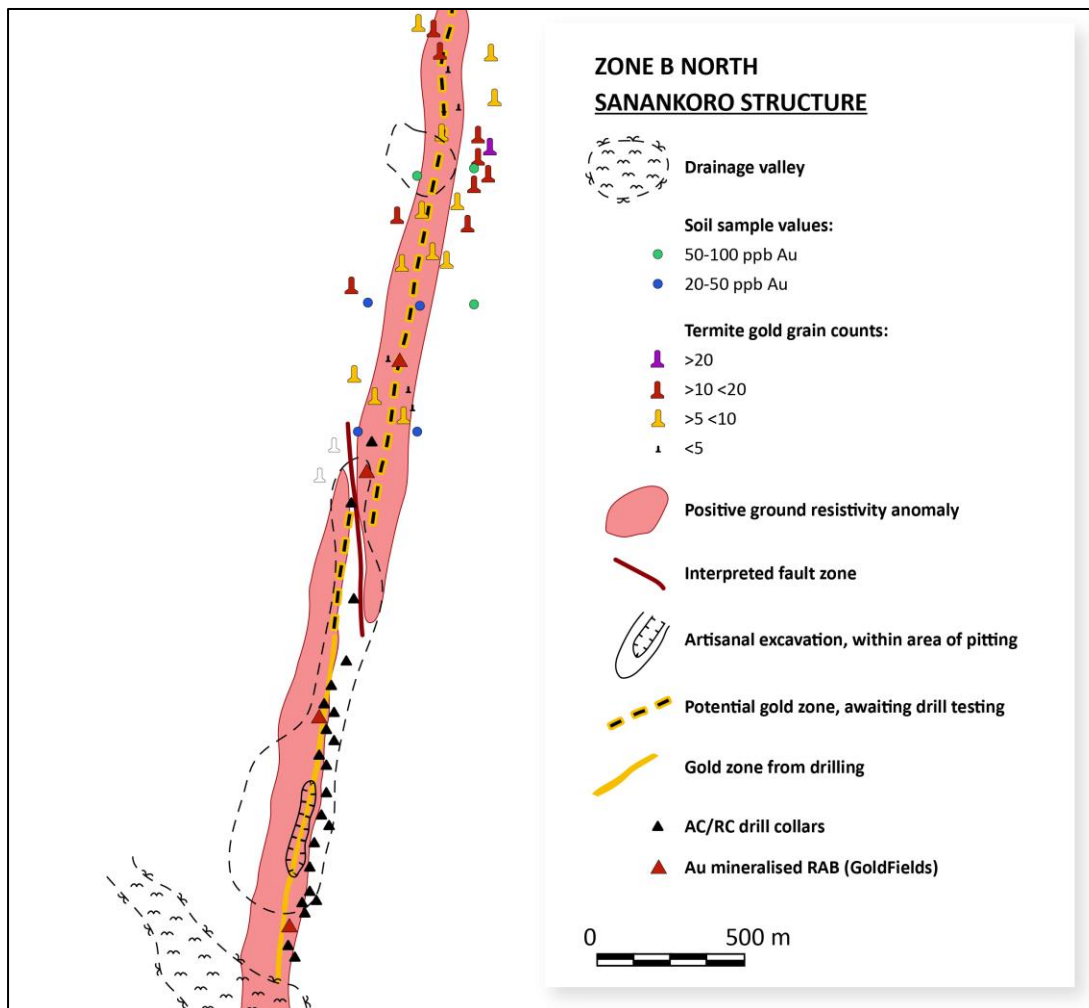 ZONE B NORTH
SANANKORO STRUCTURE
Drainage valley
Soil sample values:
50-100 ppb Au
20-50 ppb Au
Termite gold grain counts:
>20
>10 <20
>5 <10
<5
Positive ground resistivity anomaly
Interpreted fault zone
Artisanal excavation, within area of pitting
Potential gold zone, awaiting drill testing
Gold zone from drilling
AC/RC drill collars
Au mineralised RAB (GoldFields)
0 500 m